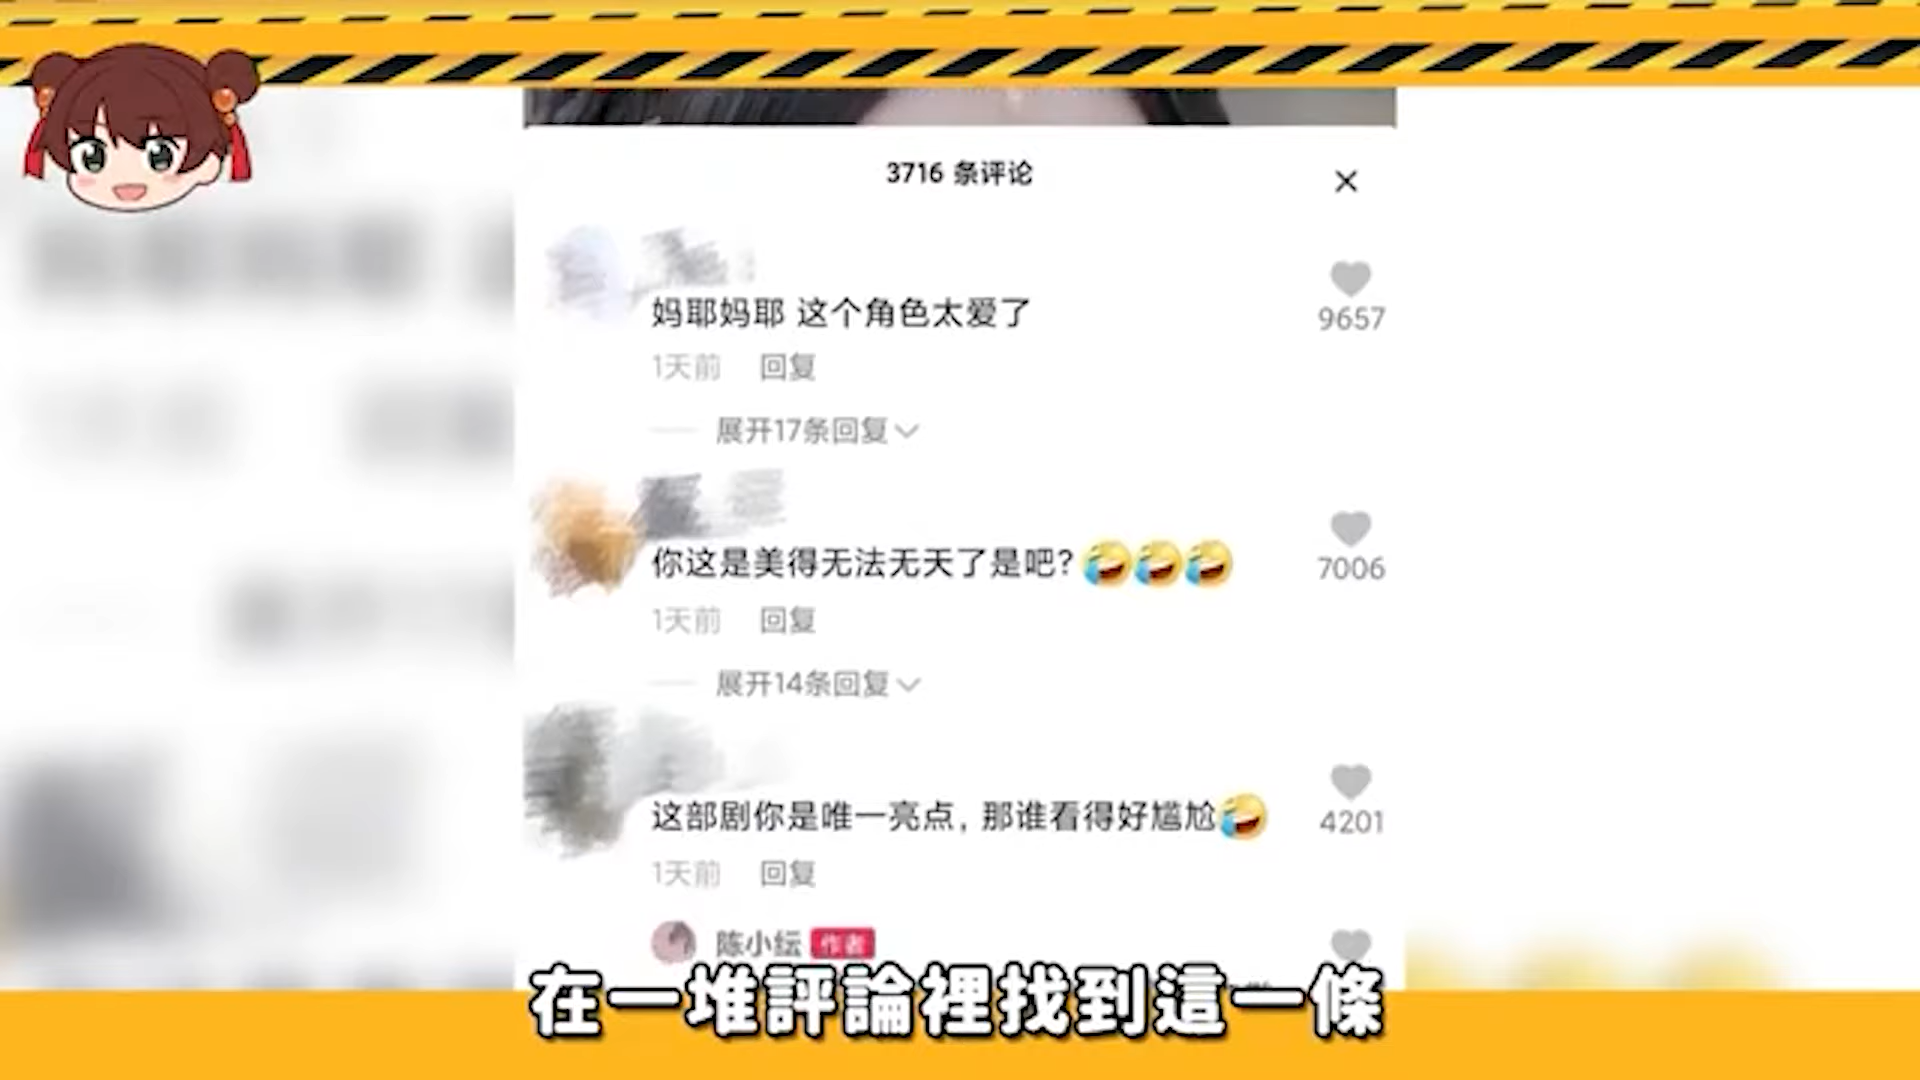 3716 条评论
妈耶妈耶 这个角色太爱了
9657
1天前 回复
展开17条回复
你这是美得无法无天了是吧?🤣🤣🤣
7006
1天前 回复
展开14条回复
这部剧你是唯一亮点，那谁看得好尴尬🤣
4201
1天前 回复
陈小纭 作者
在一堆評論裡找到這一條